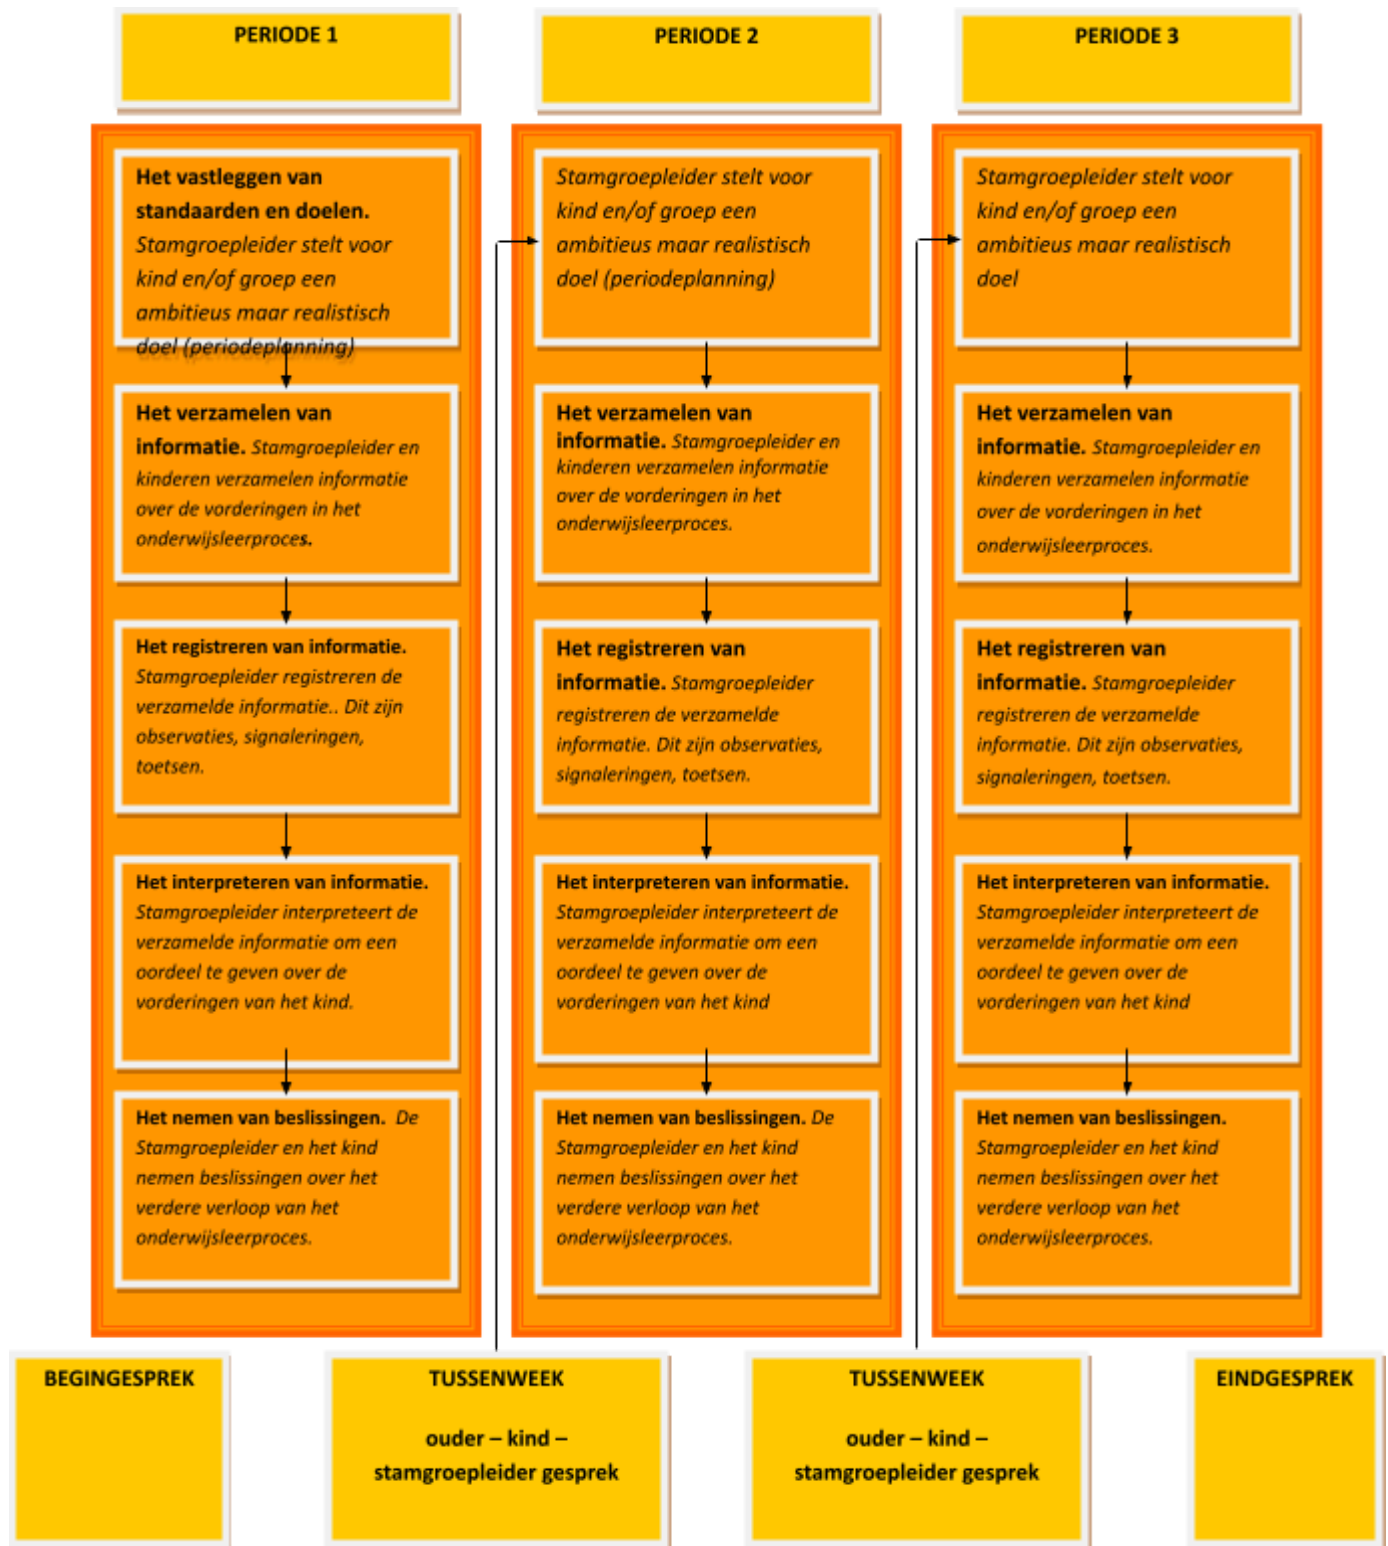 PERIODE 1
Het vastleggen van
standaarden en doelen.
Stamgroepleider stelt voor
kind en/of groep een
ambitieus maar realistisch
doel (periodeplanning)
Het verzamelen van
informatie. Stamgroepleider en
kinderen verzamelen informatie
over de vorderingen in het
onderwijsleerproces.
Het registreren van informatie.
Stamgroepleider registreren de
verzamelde informatie.. Dit zijn
observaties, signaleringen,
toetsen.
Het interpreteren van informatie.
Stamgroepleider interpreteert de
verzamelde informatie om een
oordeel te geven over de
vorderingen van het kind.
Het nemen van beslissingen.  De
Stamgroepleider en het kind
nemen beslissingen over het
verdere verloop van het
onderwijsleerproces.
PERIODE 2
Stamgroepleider stelt voor
kind en/of groep een
ambitieus maar realistisch
doel (periodeplanning)
Het verzamelen van
informatie. Stamgroepleider en
kinderen verzamelen informatie
over de vorderingen in het
onderwijsleerproces.
Het registreren van
informatie. Stamgroepleider
registreren de verzamelde
informatie. Dit zijn observaties,
signaleringen, toetsen.
Het interpreteren van informatie.
Stamgroepleider interpreteert de
verzamelde informatie om een
oordeel te geven over de
vorderingen van het kind
Het nemen van beslissingen. De
Stamgroepleider en het kind
nemen beslissingen over het
verdere verloop van het
onderwijsleerproces.
PERIODE 3
Stamgroepleider stelt voor
kind en/of groep een
ambitieus maar realistisch
doel
Het verzamelen van
informatie. Stamgroepleider en
kinderen verzamelen informatie
over de vorderingen in het
onderwijsleerproces.
Het registreren van
informatie. Stamgroepleider
registreren de verzamelde
informatie. Dit zijn observaties,
signaleringen, toetsen.
Het interpreteren van informatie.
Stamgroepleider interpreteert de
verzamelde informatie om een
oordeel te geven over de
vorderingen van het kind
Het nemen van beslissingen.
Stamgroepleider en het kind
nemen beslissingen over het
verdere verloop van het
onderwijsleerproces.
BEGINGESPREK
TUSSENWEEK
ouder – kind –
stamgroepleider gesprek
TUSSENWEEK
ouder – kind –
stamgroepleider gesprek
EINDGESPREK